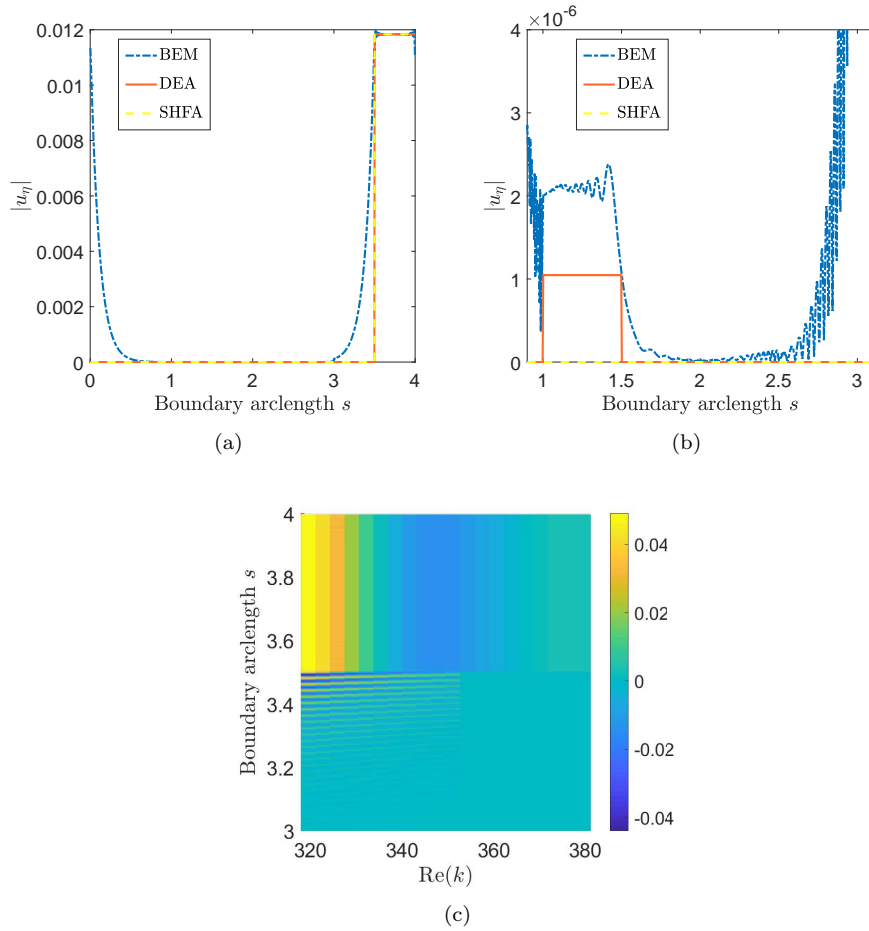 0.012
0.01
0.008
0.006
0.004
0.002
0
|u_η|
BEM
DEA
SHFA
0 1 2 3 4
Boundary arclength s
(a)
×10^-6
4
3
2
1
0
|u_η|
BEM
DEA
SHFA
1 1.5 2 2.5 3
Boundary arclength s
(b)
4
3.8
3.6
3.4
3.2
3
Boundary arclength s
320 340 360 380
Re(k)
0.04
0.02
0
-0.02
-0.04
(c)